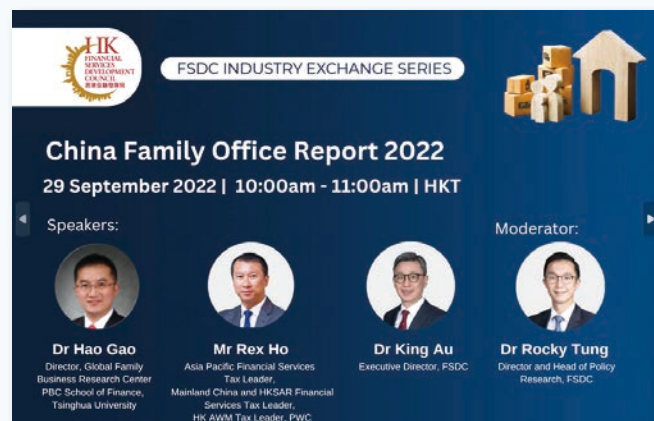 HK
FINANCIAL
SERVICES
DEVELOPMENT
COUNCIL
香港金融發展局
FSDC INDUSTRY EXCHANGE SERIES
China Family Office Report 2022
29 September 2022 | 10:00am - 11:00am | HKT
Speakers:
Moderator:
Dr Hao Gao
Director, Global Family
Business Research Center
PBC School of Finance,
Tsinghua University
Mr Rex Ho
Asia Pacific Financial Services
Tax Leader,
Mainland China and HKSAR Financial
Services Tax Leader,
HK AWM Tax Leader, PWC
Dr King Au
Executive Director, FSDC
Dr Rocky Tung
Director and Head of Policy
Research, FSDC